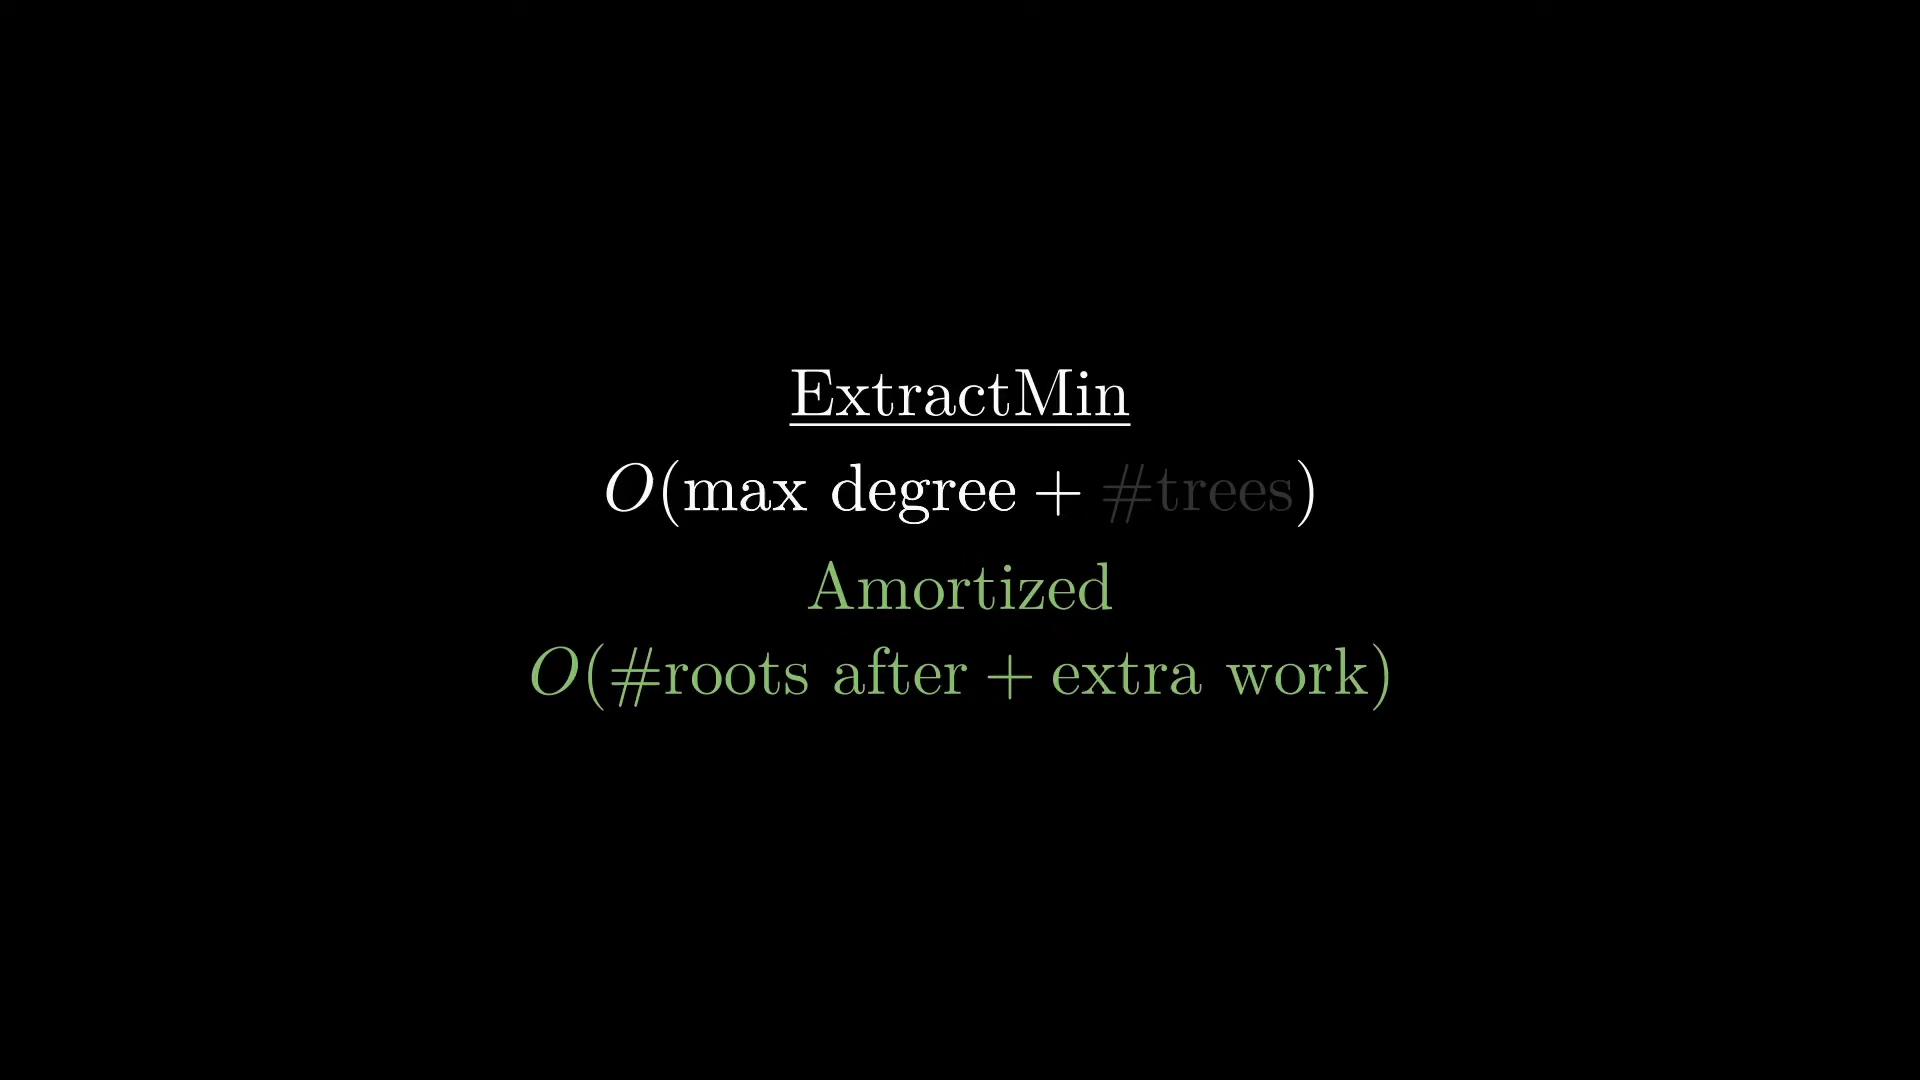 ExtractMin
O(max degree + #trees)
Amortized
O(#roots after + extra work)